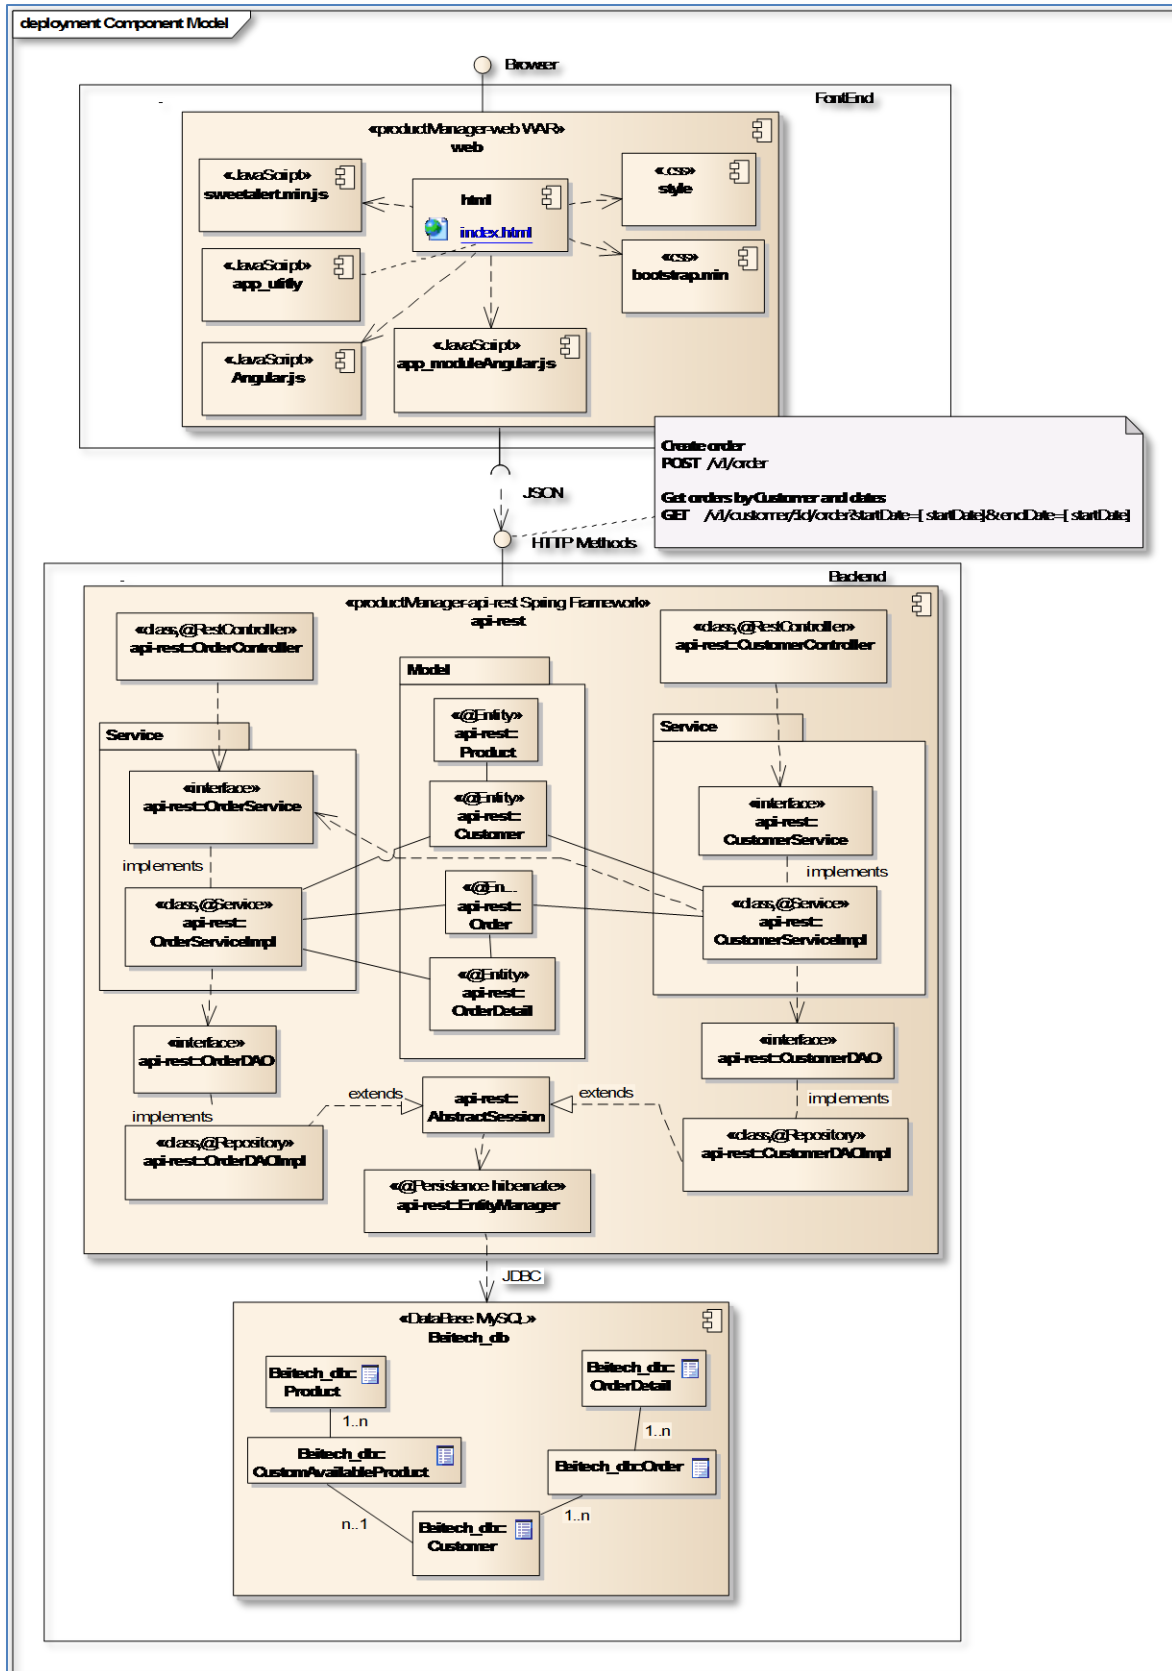 deployment Component Model
Browser
FontEnd
«productManager-web WAR»
web
«JavaScript»
sweetalert.min.js
html
index.html
«css»
style
«JavaScript»
app_utitly
«css»
bootstrap.min
«JavaScript»
Angular.js
«JavaScript»
app_moduleAngular.js
Create order
POST /v1/order
Get orders by Customer and dates
GET /v1/customer/$id/order?startDate=[startDate]&endDate=[startDate]
JSON
HTTP Methods
Backend
«productManager-api-rest Spring Framework»
api-rest
«class,@RestController»
api-rest::OrderController
«class,@RestController»
api-rest::CustomerController
Model
«@Entity»
api-rest::
Product
Service
Service
«interface»
api-rest::OrderService
«@Entity»
api-rest::
Customer
«interface»
api-rest::
CustomerService
implements
implements
«class,@Service»
api-rest::
OrderServiceImpl
«@En...
api-rest::
Order
«class,@Service»
api-rest::
CustomerServiceImpl
«@Entity»
api-rest::
OrderDetail
«interface»
api-rest::OrderDAO
«interface»
api-rest::CustomerDAO
extends
api-rest::
AbstractSession
extends
implements
implements
«class,@Repository»
api-rest::OrderDAOImpl
«class,@Repository»
api-rest::CustomerDAOImpl
«@Persistence hibernate»
api-rest::EntityManager
JDBC
«DataBase MySQL»
Beitech_db
Beitech_db::
Product
Beitech_db::
OrderDetail
1..n
1..n
Beitech_db::
CustomAvailableProduct
Beitech_db::Order
n..1
1..n
Beitech_db::
Customer